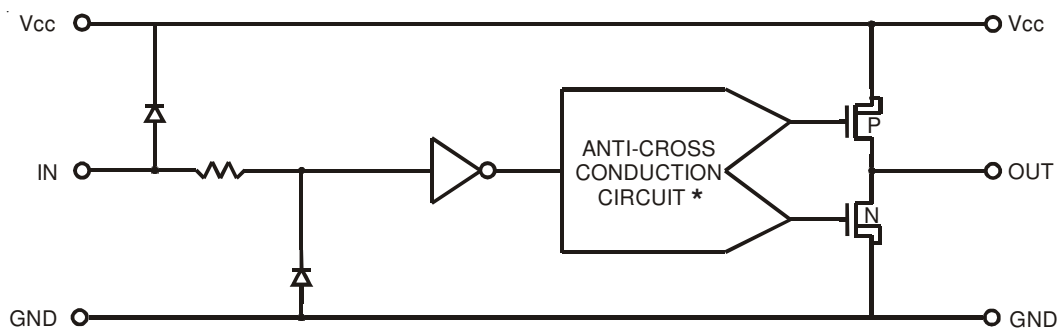 Vcc
Vcc
P
IN
ANTI-CROSS
CONDUCTION
CIRCUIT *
OUT
N
GND
GND